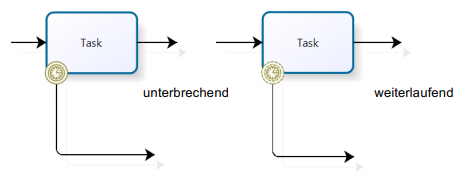 Task
Task
unterbrechend
weiterlaufend